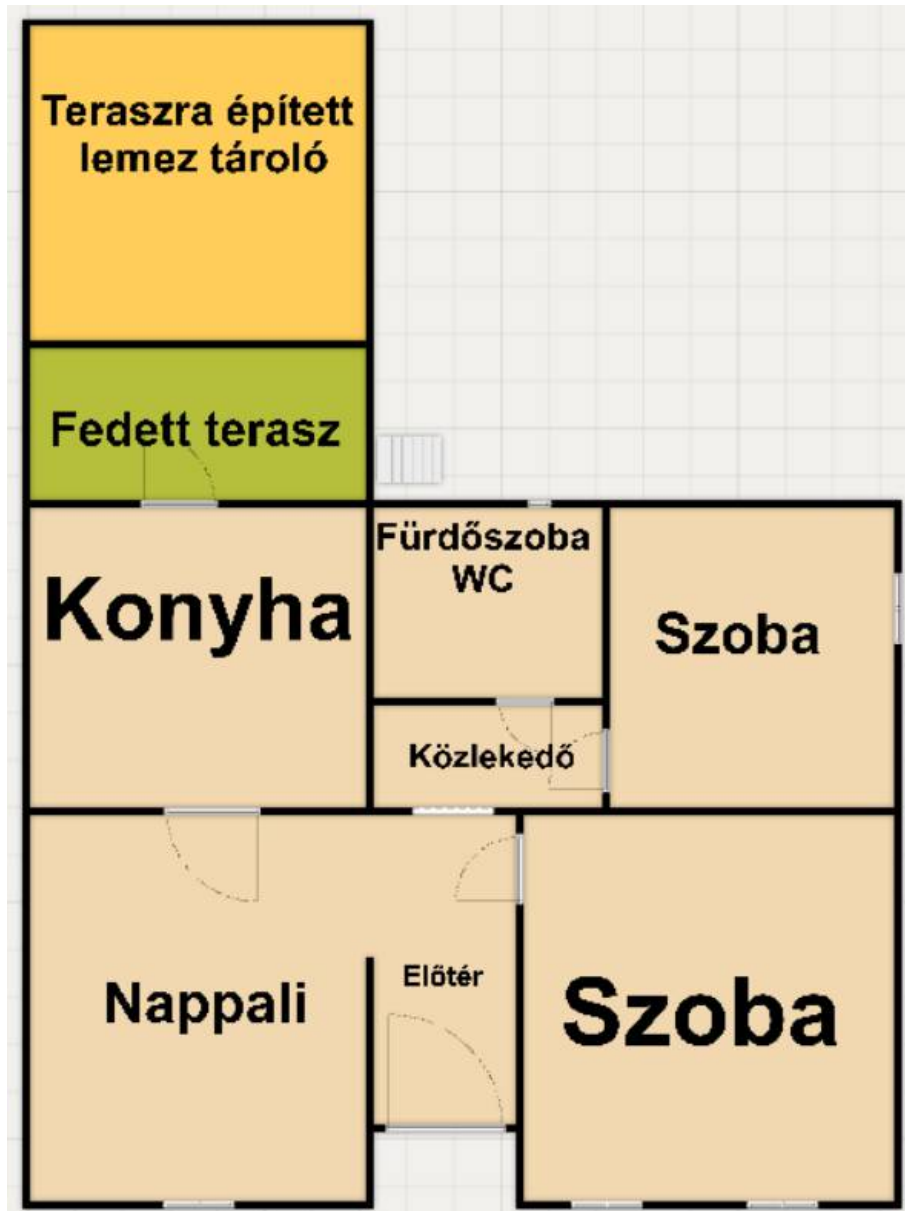 Teraszra épített
lemez tároló
Fedett terasz
Konyha
Fürdőszoba
WC
Szoba
Közlekedő
Nappali
Előtér
Szoba